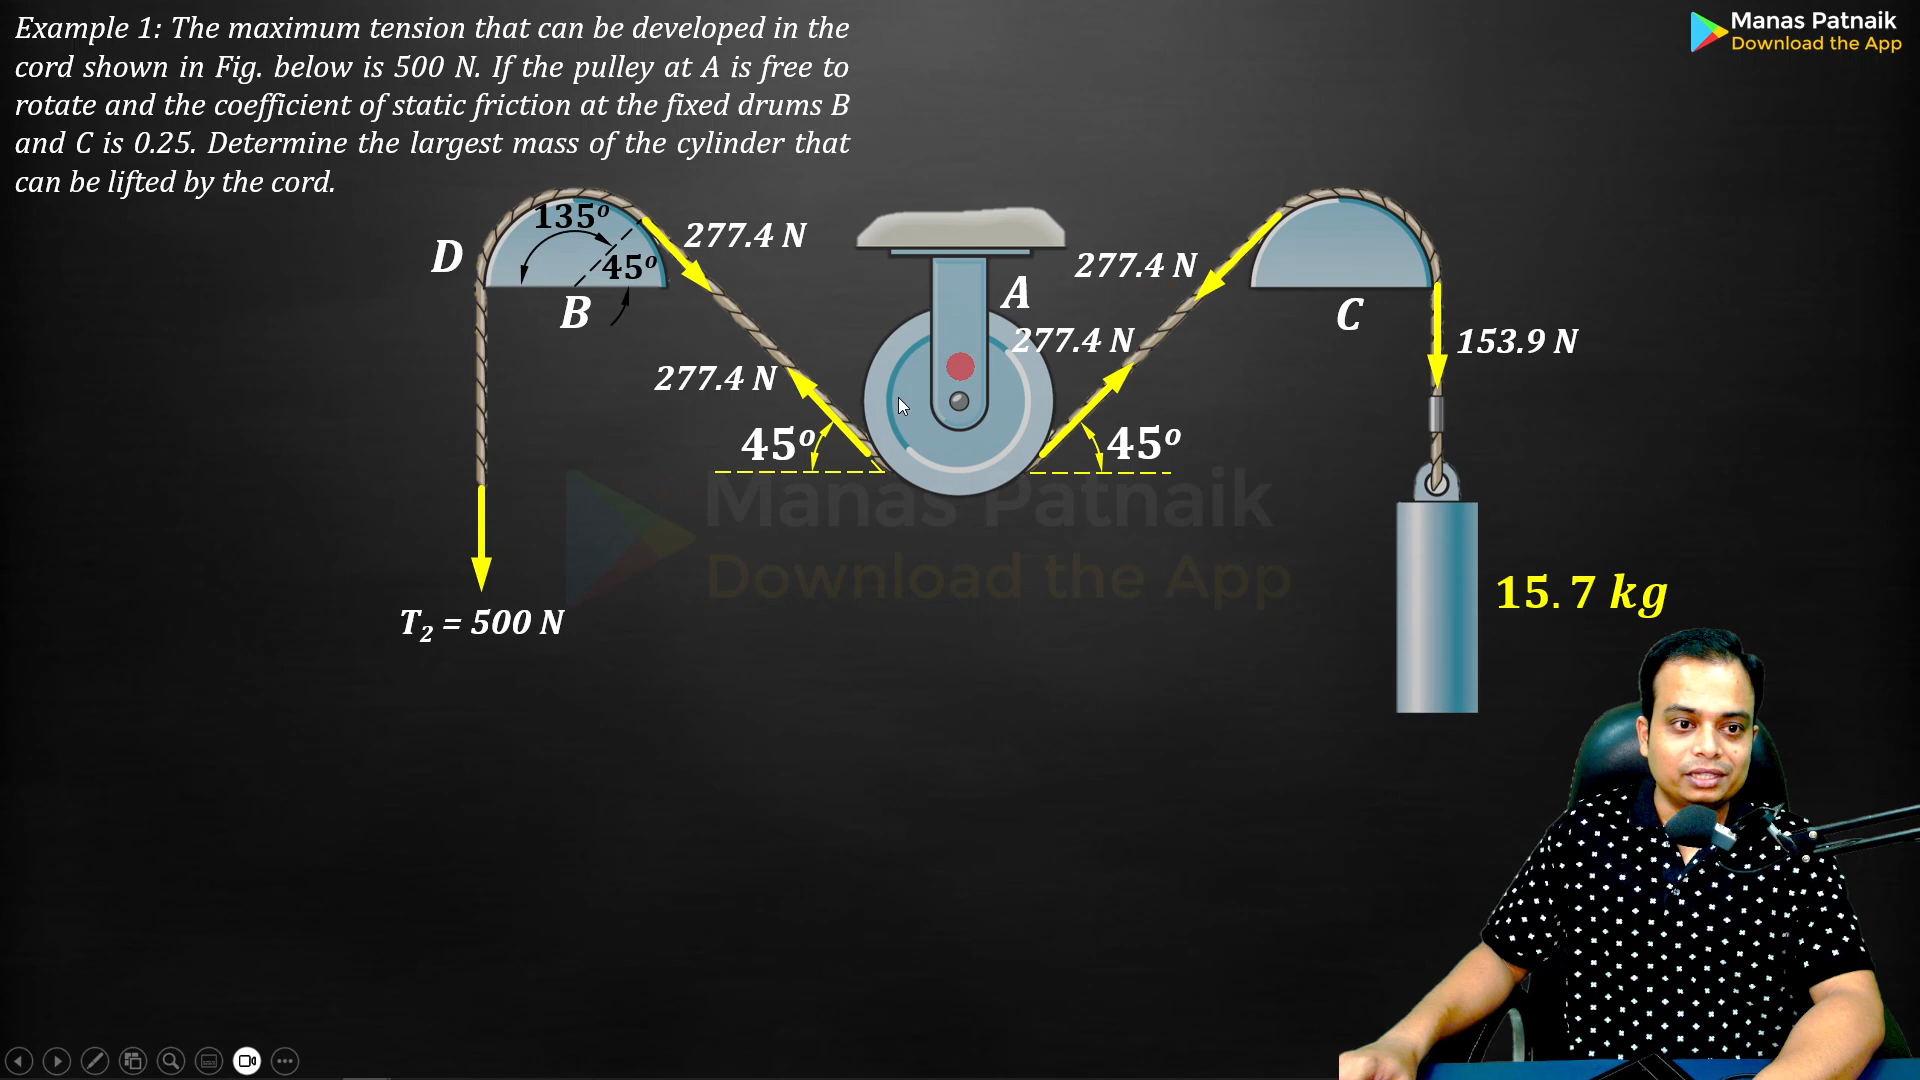 Example 1: The maximum tension that can be developed in the
cord shown in Fig. below is 500 N. If the pulley at A is free to
rotate and the coefficient of static friction at the fixed drums B
and C is 0.25. Determine the largest mass of the cylinder that
can be lifted by the cord.
Manas Patnaik
Download the App
135°
D
277.4 N
45°
B
277.4 N
A
C
277.4 N
153.9 N
277.4 N
45°
45°
Manas Patnaik
Download the App
15.7 kg
T₂ = 500 N